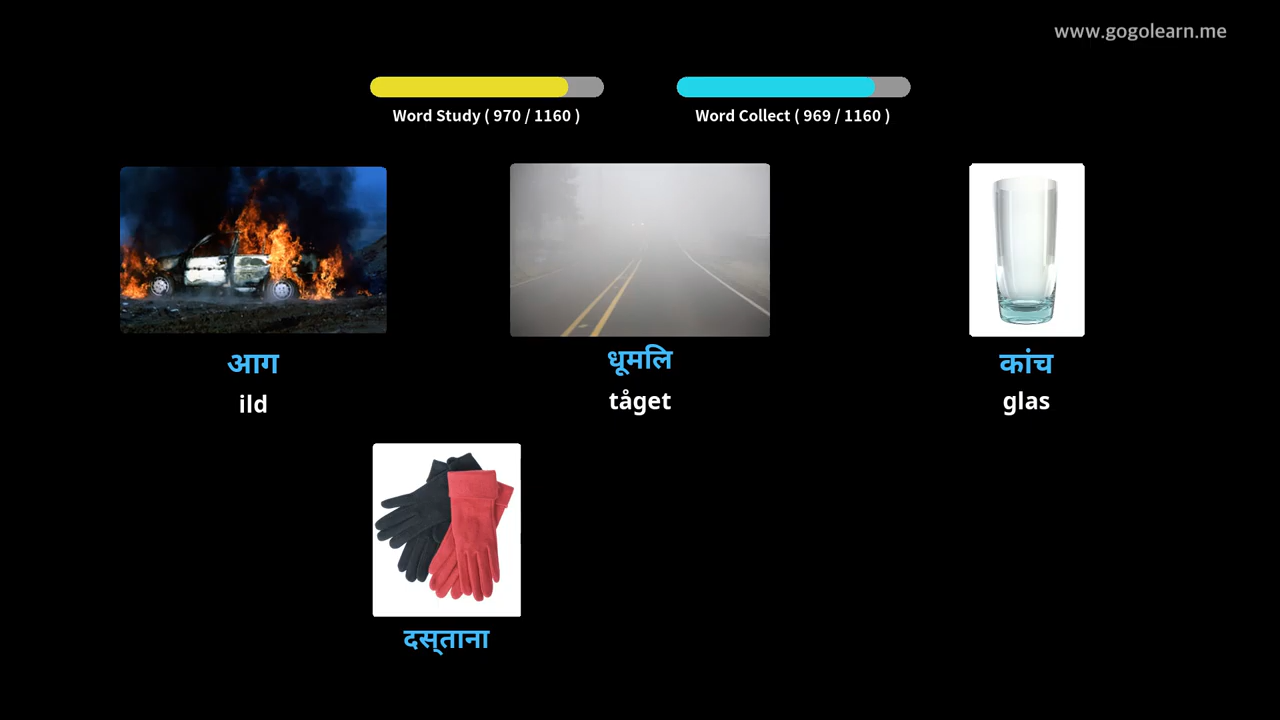 www.gogolearn.me
Word Study ( 970 / 1160 )
Word Collect ( 969 / 1160 )
आग
धूमलि
कांच
ild
tåget
glas
दस्ताना